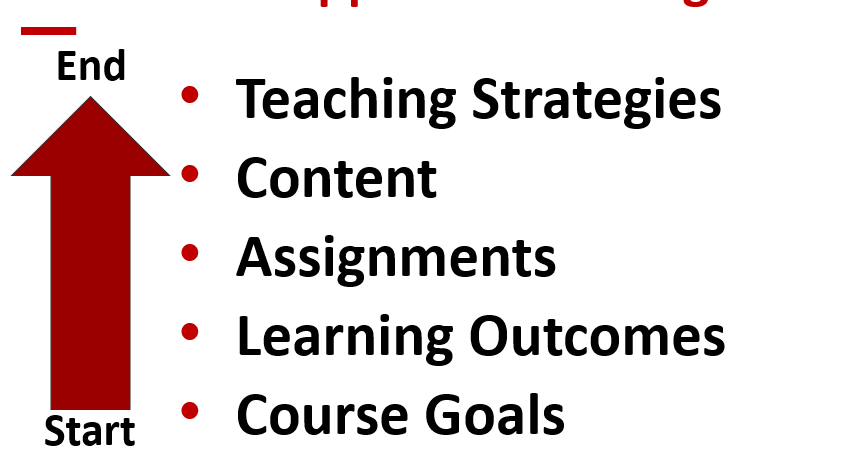 End
Teaching Strategies
Content
Assignments
Learning Outcomes
Course Goals
Start